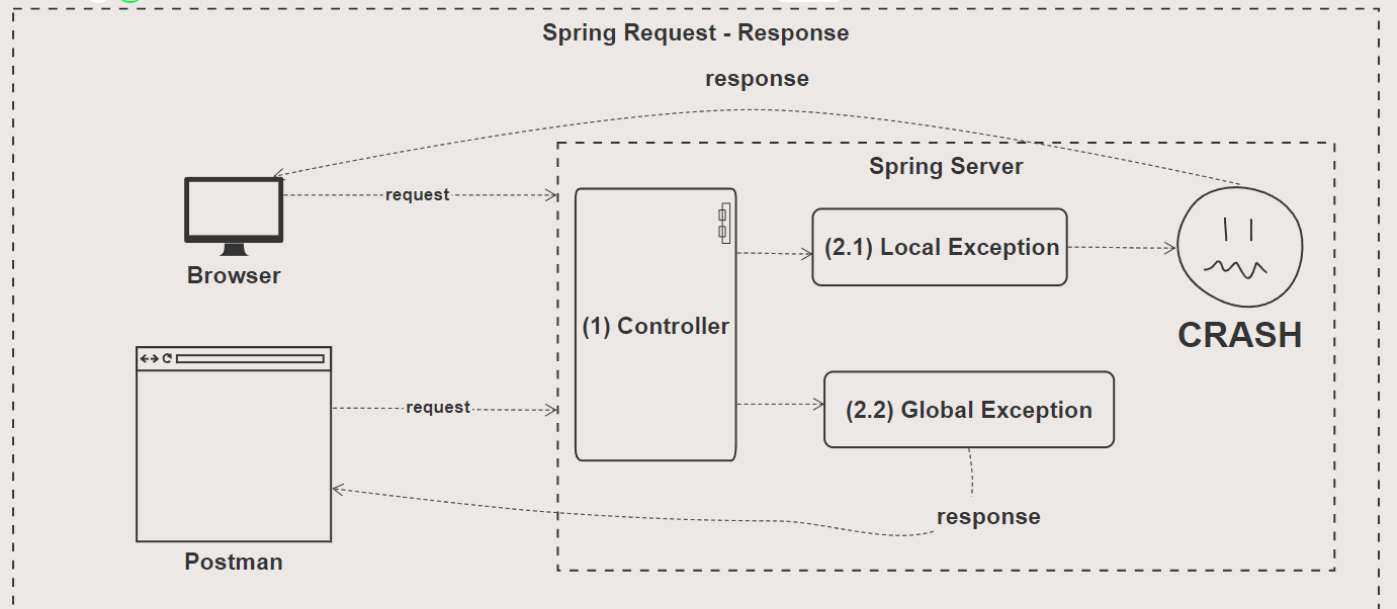 Spring Request - Response
response
Spring Server
request
(2.1) Local Exception
Browser
(1) Controller
CRASH
request
(2.2) Global Exception
response
Postman